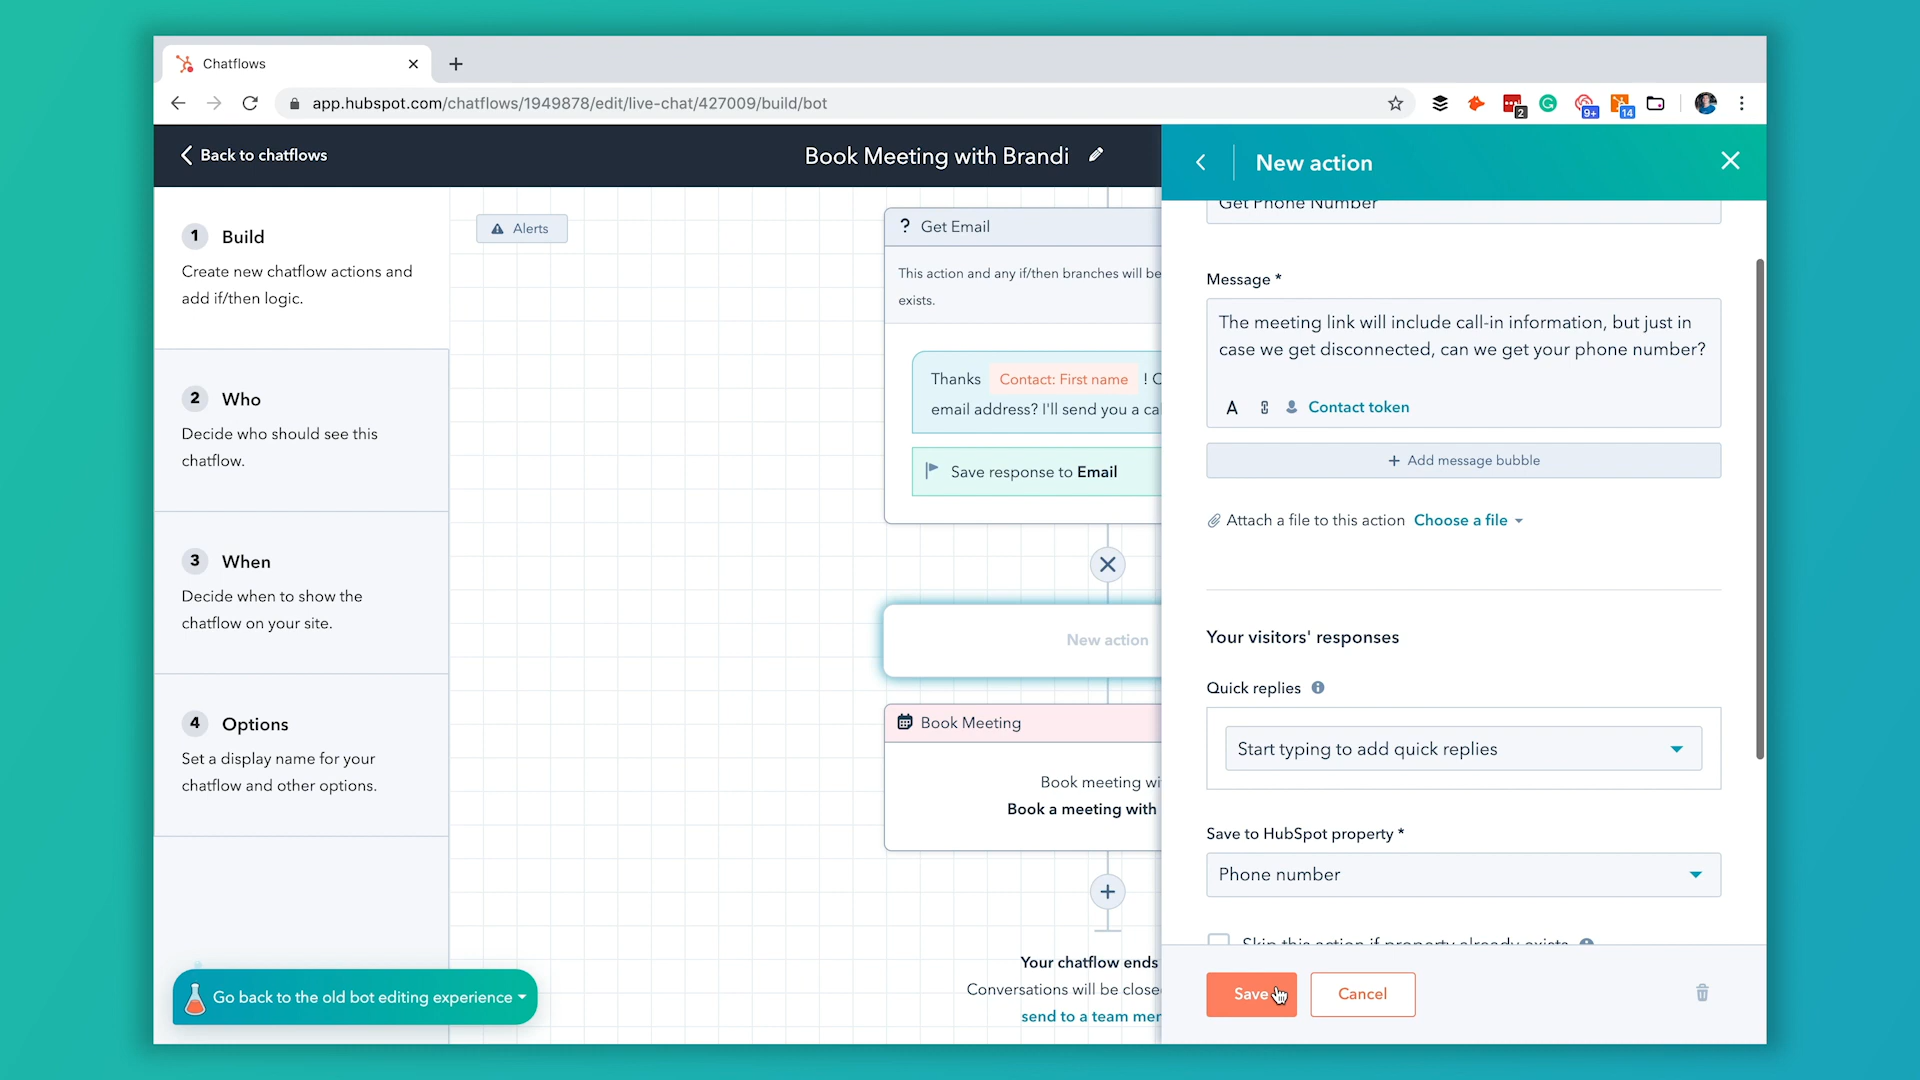 Chatflows
app.hubspot.com/chatflows/1949878/edit/live-chat/427009/build/bot
2
9+
14
Back to chatflows
Book Meeting with Brandi
New action
1 Build
Create new chatflow actions and
add if/then logic.
2 Who
Decide who should see this
chatflow.
3 When
Decide when to show the
chatflow on your site.
4 Options
Set a display name for your
chatflow and other options.
Go back to the old bot editing experience
Alerts
? Get Email
This action and any if/then branches will be
exists.
Thanks Contact: First name !
email address? I'll send you a ca
Save response to Email
New action
Book Meeting
Book meeting wi
Book a meeting with
Your chatflow ends
Conversations will be close
send to a team mer
Get Phone Number
Message *
The meeting link will include call-in information, but just in
case we get disconnected, can we get your phone number?
A Contact token
+ Add message bubble
Attach a file to this action Choose a file
Your visitors' responses
Quick replies
Start typing to add quick replies
Save to HubSpot property *
Phone number
Skip this action if property already exists
Save
Cancel